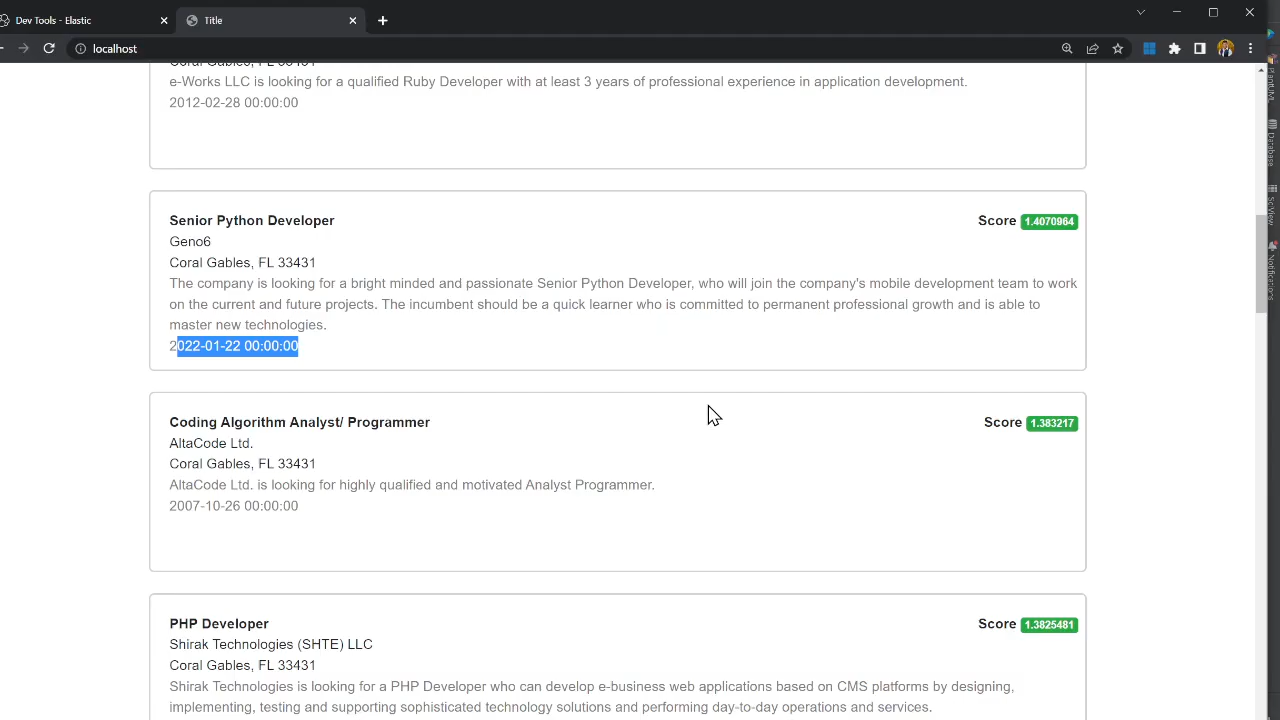 Dev Tools - Elastic
Title
localhost
Coral Gables, FL 33431
e-Works LLC is looking for a qualified Ruby Developer with at least 3 years of professional experience in application development.
2012-02-28 00:00:00
Senior Python Developer
Score 1.4070964
Geno6
Coral Gables, FL 33431
The company is looking for a bright minded and passionate Senior Python Developer, who will join the company's mobile development team to work
on the current and future projects. The incumbent should be a quick learner who is committed to permanent professional growth and is able to
master new technologies.
2022-01-22 00:00:00
Coding Algorithm Analyst/ Programmer
Score 1.383217
AltaCode Ltd.
Coral Gables, FL 33431
AltaCode Ltd. is looking for highly qualified and motivated Analyst Programmer.
2007-10-26 00:00:00
PHP Developer
Score 1.3825481
Shirak Technologies (SHTE) LLC
Coral Gables, FL 33431
Shirak Technologies is looking for a PHP Developer who can develop e-business web applications based on CMS platforms by designing,
implementing, testing and supporting sophisticated technology solutions and performing day-to-day operations and services.
PlantUML
Database
SciView
Notifications